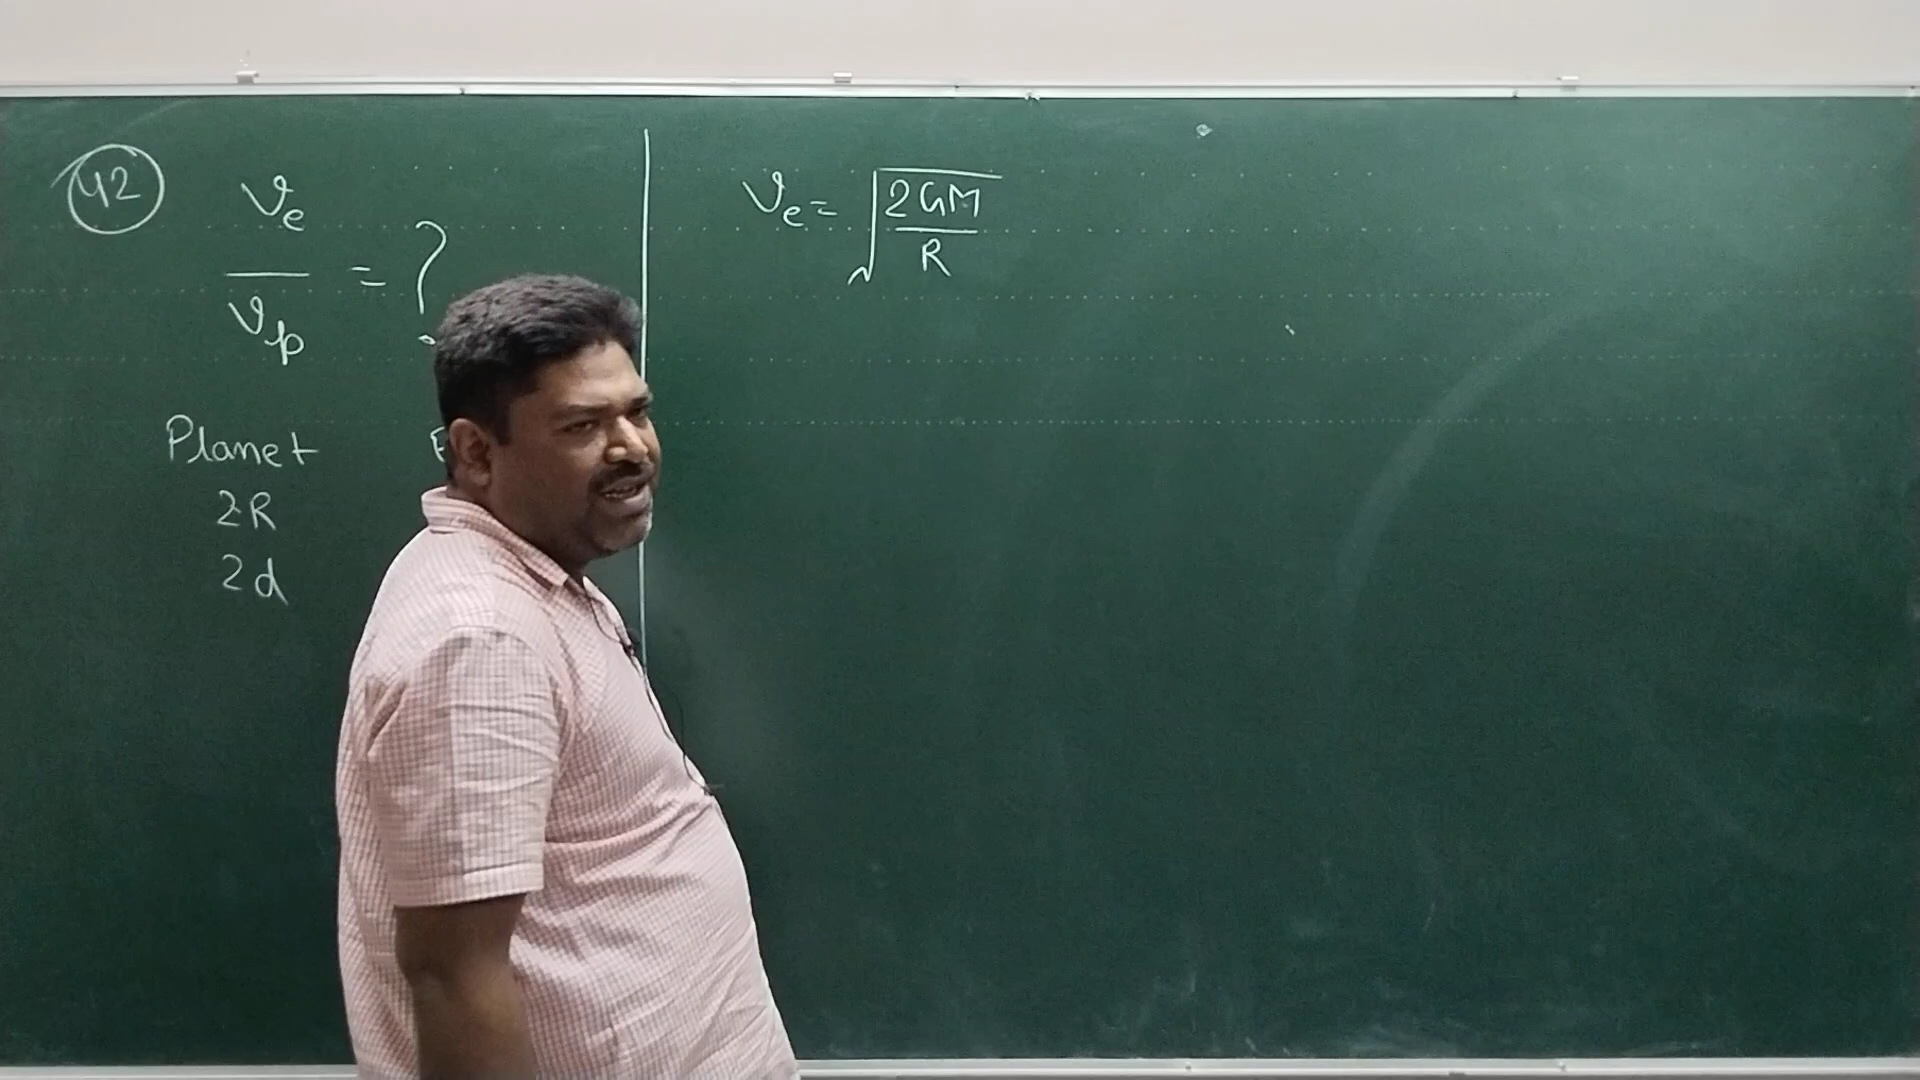 42
Ve
/
Vp = ?
Planet E
2R
2d
Ve = √(2GM/R)